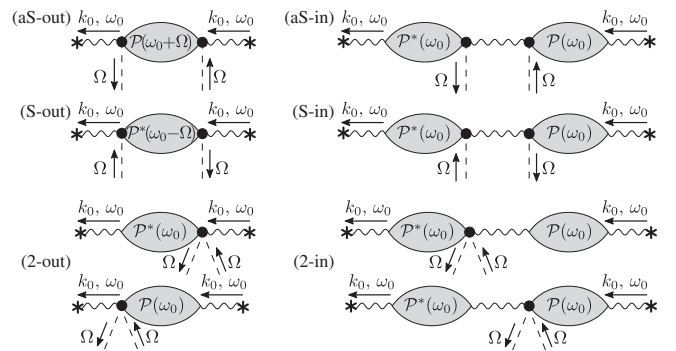 (aS-out) k₀, ω₀ 𝒫(ω₀+Ω) k₀, ω₀
Ω Ω
(aS-in) k₀, ω₀ 𝒫*(ω₀) 𝒫(ω₀) k₀, ω₀
Ω Ω
(S-out) k₀, ω₀ 𝒫*(ω₀−Ω) k₀, ω₀
Ω Ω
(S-in) k₀, ω₀ 𝒫*(ω₀) 𝒫(ω₀) k₀, ω₀
Ω Ω
k₀, ω₀ 𝒫*(ω₀) k₀, ω₀
Ω Ω
(2-out)
k₀, ω₀ 𝒫(ω₀) k₀, ω₀
Ω Ω
k₀, ω₀ 𝒫*(ω₀) 𝒫(ω₀) k₀, ω₀
Ω Ω
(2-in)
k₀, ω₀ 𝒫*(ω₀) 𝒫(ω₀) k₀, ω₀
Ω Ω